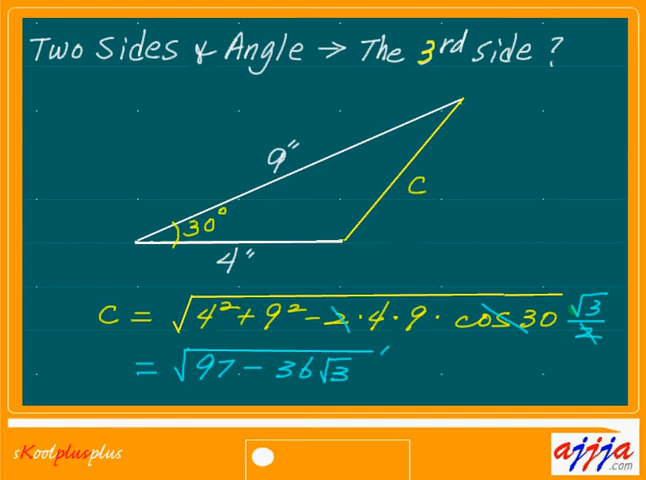 Two Sides & Angle → The 3rd side ?
9"
C
30°
4"
C = √4² + 9² - 2 · 4 · 9 · cos 30 √3/2
= √97 - 36√3 "
sKoolplusplus
ajjja
.com